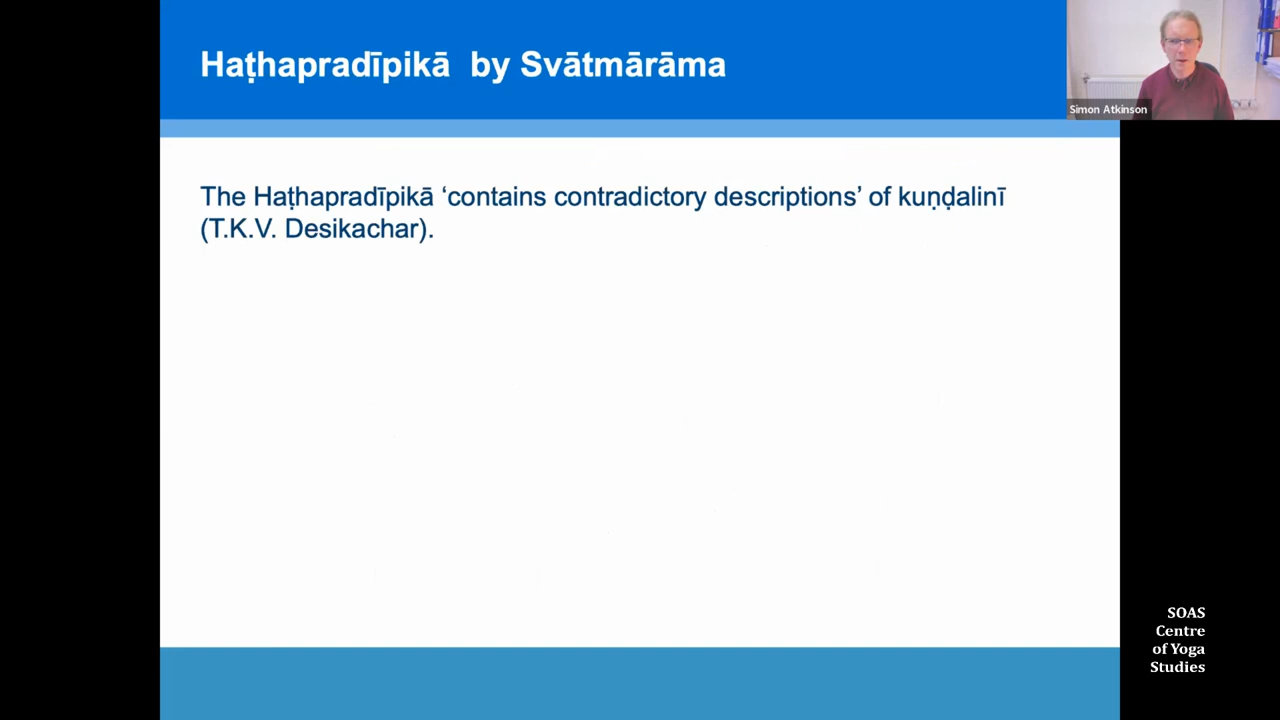 Haṭhapradīpikā by Svātmārāma
Simon Atkinson
The Haṭhapradīpikā ‘contains contradictory descriptions’ of kuṇḍalinī
(T.K.V. Desikachar).
SOAS
Centre
of Yoga
Studies